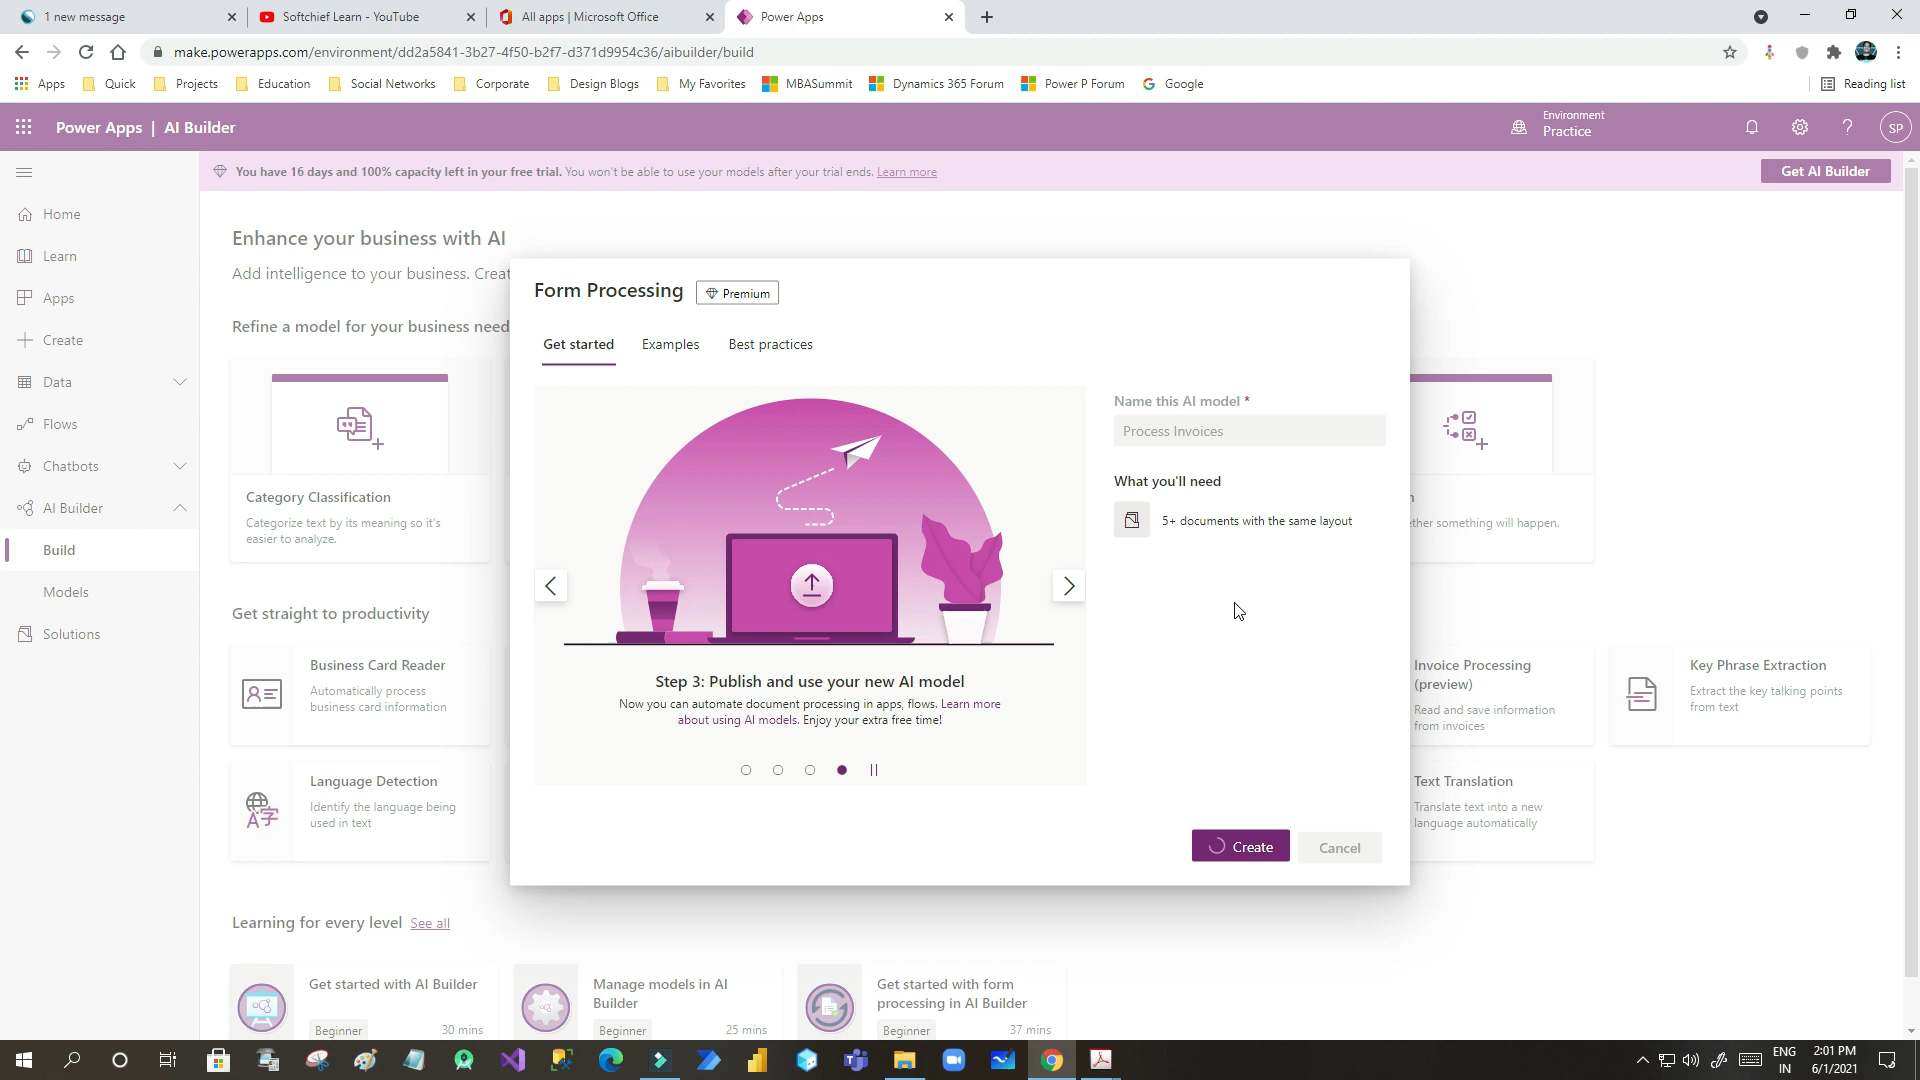 1 new message
Softchief Learn - YouTube
All apps | Microsoft Office
Power Apps
make.powerapps.com/environment/dd2a5841-3b27-4f50-b2f7-d371d9954c36/aibuilder/build
Apps
Quick
Projects
Education
Social Networks
Corporate
Design Blogs
My Favorites
MBASummit
Dynamics 365 Forum
Power P Forum
Google
Reading list
Power Apps | AI Builder
Environment
Practice
SP
You have 16 days and 100% capacity left in your free trial. You won't be able to use your models after your trial ends. Learn more
Get AI Builder
Home
Learn
Apps
Create
Data
Flows
Chatbots
AI Builder
Build
Models
Solutions
Enhance your business with AI
Add intelligence to your business. Creat
Refine a model for your business need
Category Classification
Categorize text by its meaning so it's
easier to analyze.
Form Processing
Premium
Get started
Examples
Best practices
Step 3: Publish and use your new AI model
Now you can automate document processing in apps, flows. Learn more
about using AI models. Enjoy your extra free time!
Name this AI model *
Process Invoices
What you'll need
5+ documents with the same layout
Create
Cancel
n
ether something will happen.
Get straight to productivity
Business Card Reader
Automatically process
business card information
Invoice Processing
(preview)
Read and save information
from invoices
Key Phrase Extraction
Extract the key talking points
from text
Language Detection
Identify the language being
used in text
Text Translation
Translate text into a new
language automatically
Learning for every level See all
Get started with AI Builder
Beginner
30 mins
Manage models in AI
Builder
Beginner
25 mins
Get started with form
processing in AI Builder
Beginner
37 mins
ENG
IN
2:01 PM
6/1/2021